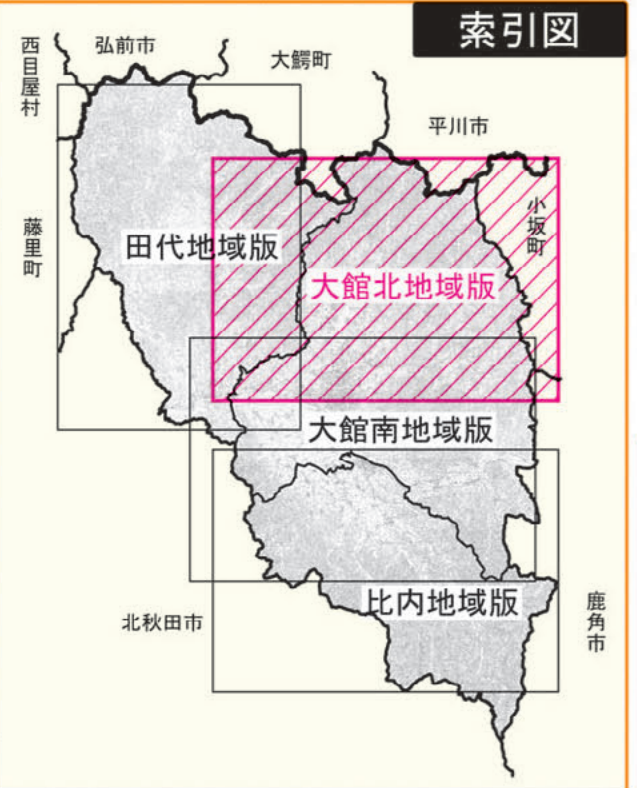 索引図
西目屋村
弘前市
大鰐町
平川市
藤里町
小坂町
田代地域版
大館北地域版
大館南地域版
比内地域版
北秋田市
鹿角市